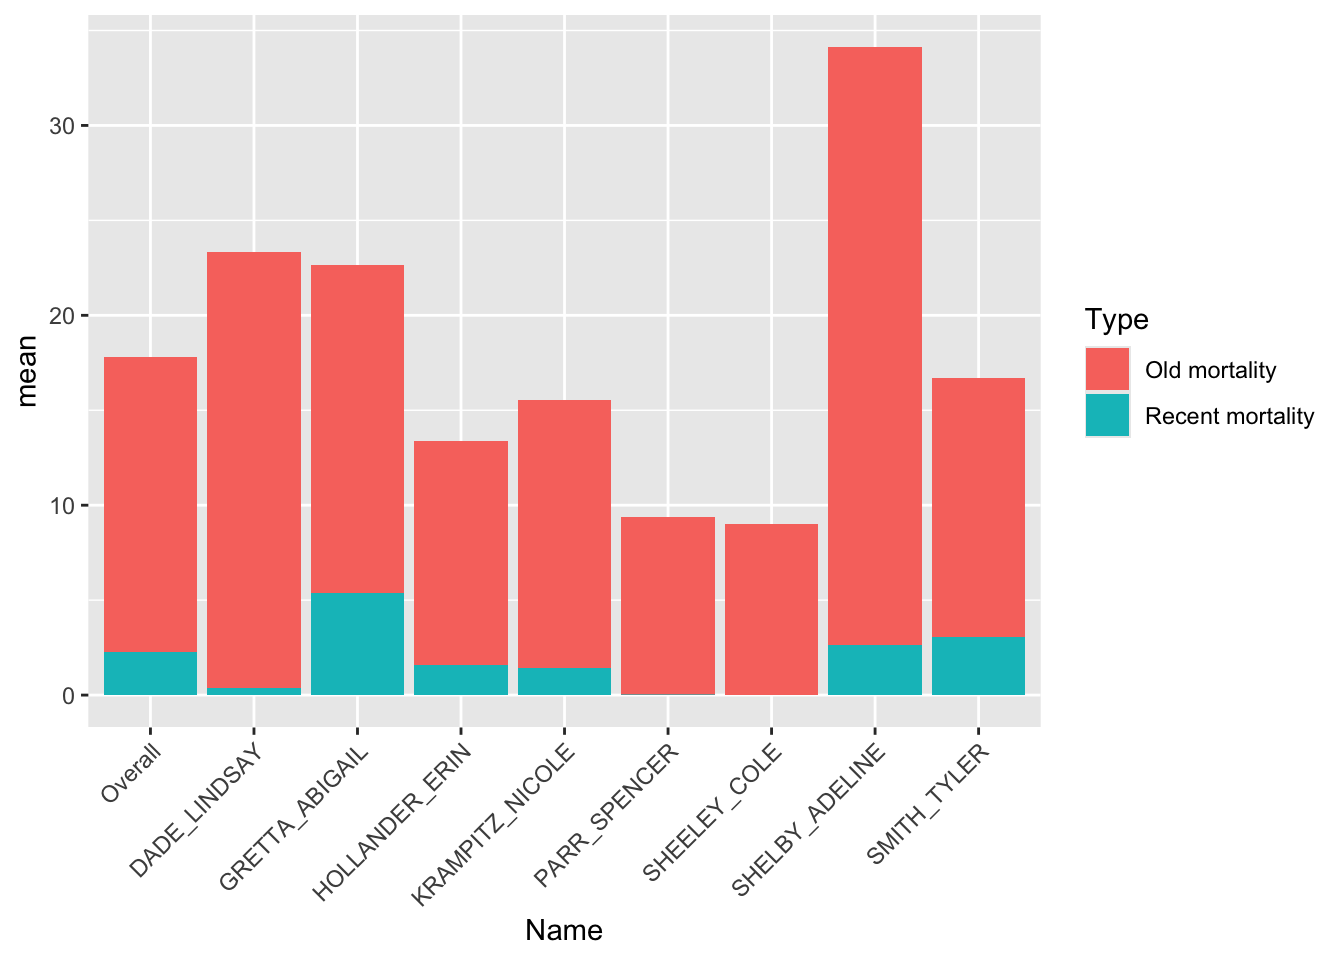 30
20
10
0
mean
Overall
DADE_LINDSAY
GRETTA_ABIGAIL
HOLLANDER_ERIN
KRAMPITZ_NICOLE
PARR_SPENCER
SHEELEY_COLE
SHELBY_ADELINE
SMITH_TYLER
Name
Type
Old mortality
Recent mortality